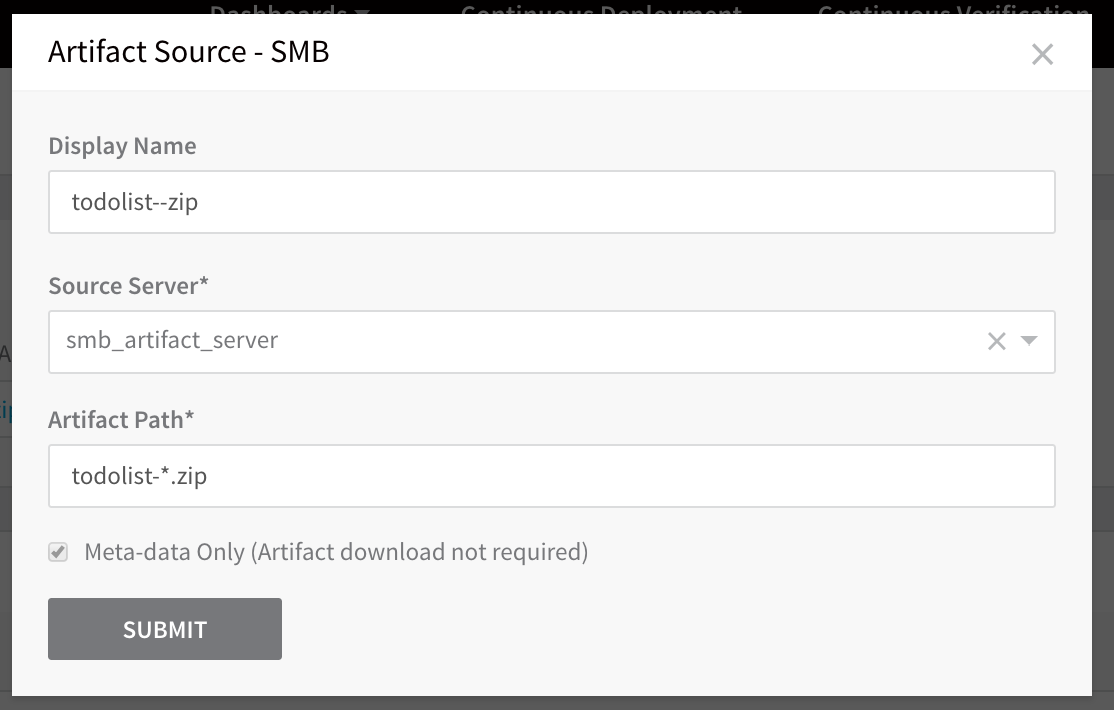 Dashboards Continuous Deployment Continuous Verification
Artifact Source - SMB
Display Name
todolist--zip
Source Server*
smb_artifact_server
Artifact Path*
todolist-*.zip
Meta-data Only (Artifact download not required)
SUBMIT